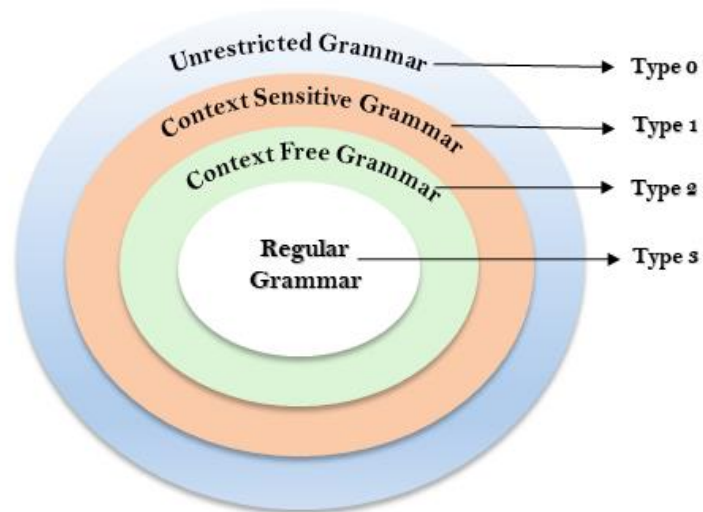 Unrestricted Grammar
Type 0
Context Sensitive Grammar
Type 1
Context Free Grammar
Type 2
Regular
Grammar
Type 3